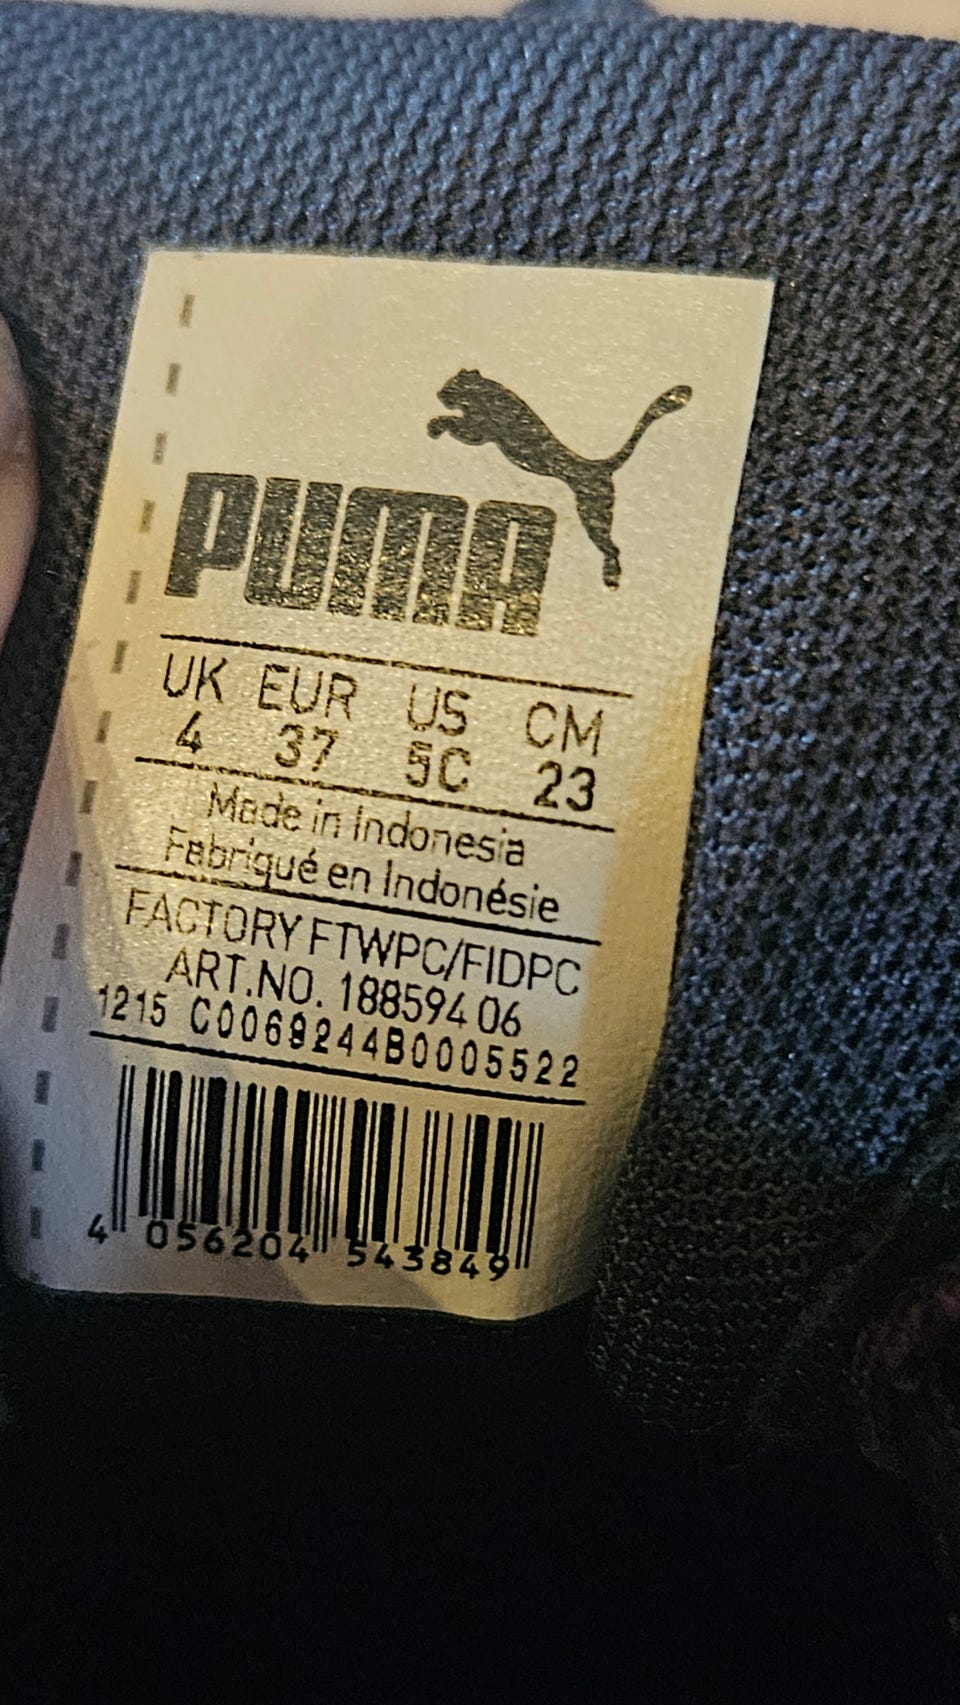 PUMA
UK EUR US CM
4 37 5C 23
Made in Indonesia
Fabriqué en Indonésie
FACTORY FTWPC/FIDPC
ART.NO. 188594 06
1215 C0069244B0005522
4 056204 543849